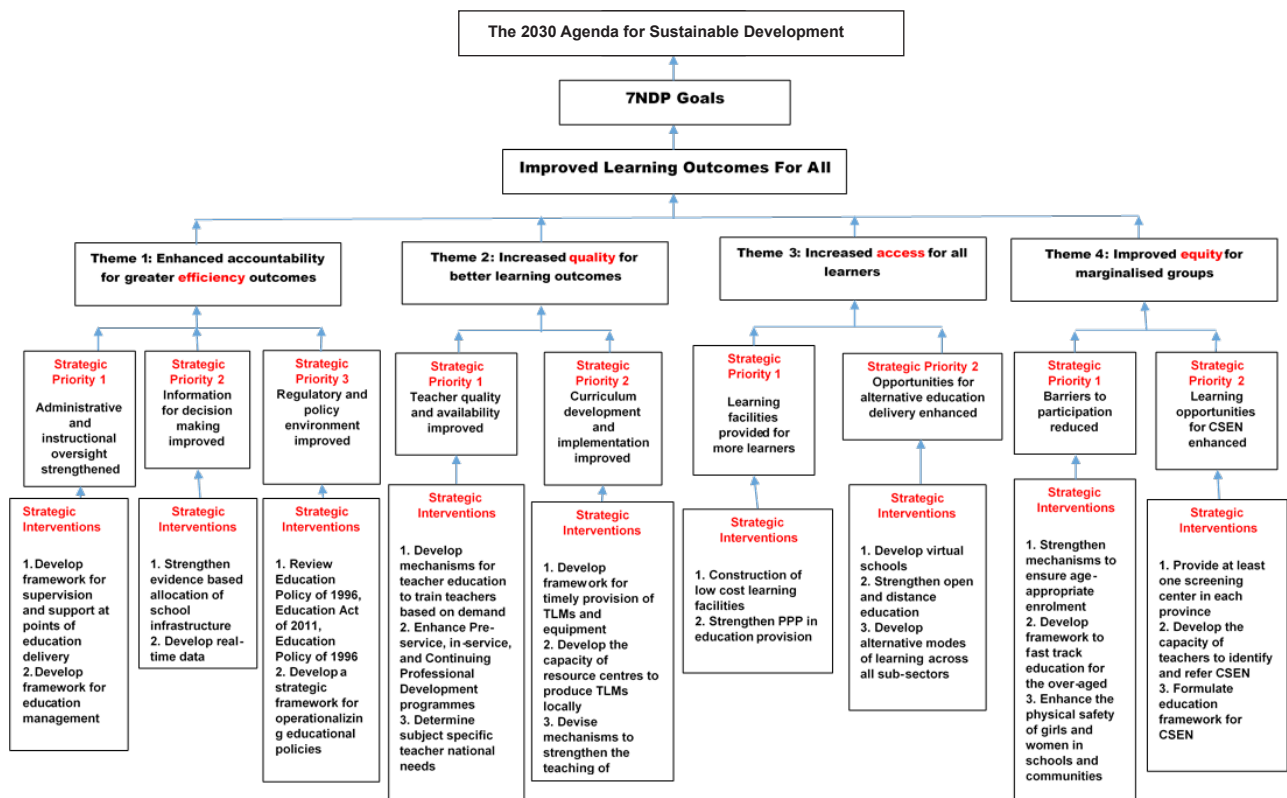 The 2030 Agenda for Sustainable Development
7NDP Goals
Improved Learning Outcomes For All
Theme 1: Enhanced accountability
for greater efficiency outcomes
Theme 2: Increased quality for
better learning outcomes
Theme 3: Increased access for all
learners
Theme 4: Improved equity for
marginalised groups
Strategic
Priority 1
Administrative
and
instructional
oversight
strengthened
Strategic
Priority 2
Information
for decision
making
improved
Strategic
Priority 3
Regulatory and
policy
environment
improved
Strategic
Priority 1
Teacher quality
and availability
improved
Strategic
Priority 2
Curriculum
development
and
implementation
improved
Strategic
Priority 1
Learning
facilities
provided for
more learners
Strategic Priority 2
Opportunities for
alternative education
delivery enhanced
Strategic
Priority 1
Barriers to
participation
reduced
Strategic
Priority 2
Learning
opportunities
for CSEN
enhanced
Strategic
Interventions
1. Develop
framework for
supervision
and support at
points of
education
delivery
2. Develop
framework for
education
management
Strategic
Interventions
1. Strengthen
evidence based
allocation of
school
infrastructure
2. Develop real-
time data
Strategic
Interventions
1. Review
Education
Policy of 1996,
Education Act
of 2011,
Education
Policy of 1996
2. Develop a
strategic
framework for
operationalizin
g educational
policies
Strategic
Interventions
1. Develop
mechanisms for
teacher education
to train teachers
based on demand
2. Enhance Pre-
service, in-service,
and Continuing
Professional
Development
programmes
3. Determine
subject specific
teacher national
needs
Strategic
Interventions
1. Develop
framework for
timely provision of
TLMs and
equipment
2. Develop the
capacity of
resource centres to
produce TLMs
locally
3. Devise
mechanisms to
strengthen the
teaching of
Strategic
Interventions
1. Construction of
low cost learning
facilities
2. Strengthen PPP in
education provision
Strategic
Interventions
1. Develop virtual
schools
2. Strengthen open
and distance
education
3. Develop
alternative modes
of learning across
all sub-sectors
Strategic
Interventions
1. Strengthen
mechanisms to
ensure age-
appropriate
enrolment
2. Develop
framework to
fast track
education for
the over-aged
3. Enhance the
physical safety
of girls and
women in
schools and
communities
Strategic
Interventions
1. Provide at least
one screening
center in each
province
2. Develop the
capacity of
teachers to identify
and refer CSEN
3. Formulate
education
framework for
CSEN